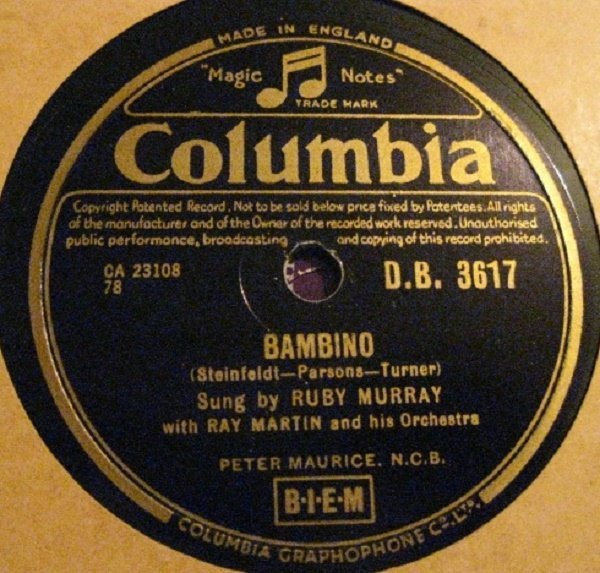 MADE IN ENGLAND
"Magic Notes"
TRADE MARK
Columbia
Copyright Patented Record. Not to be sold below price fixed by Patentees. All rights
of the manufacturer and of the Owner of the recorded work reserved. Unauthorised
public performance, broadcasting and copying of this record prohibited.
CA 23108
78
D.B. 3617
BAMBINO
(Steinfeldt—Parsons—Turner)
Sung by RUBY MURRAY
with RAY MARTIN and his Orchestra
PETER MAURICE. N.C.B.
B·I·E·M
COLUMBIA GRAPHOPHONE Co. LTD.